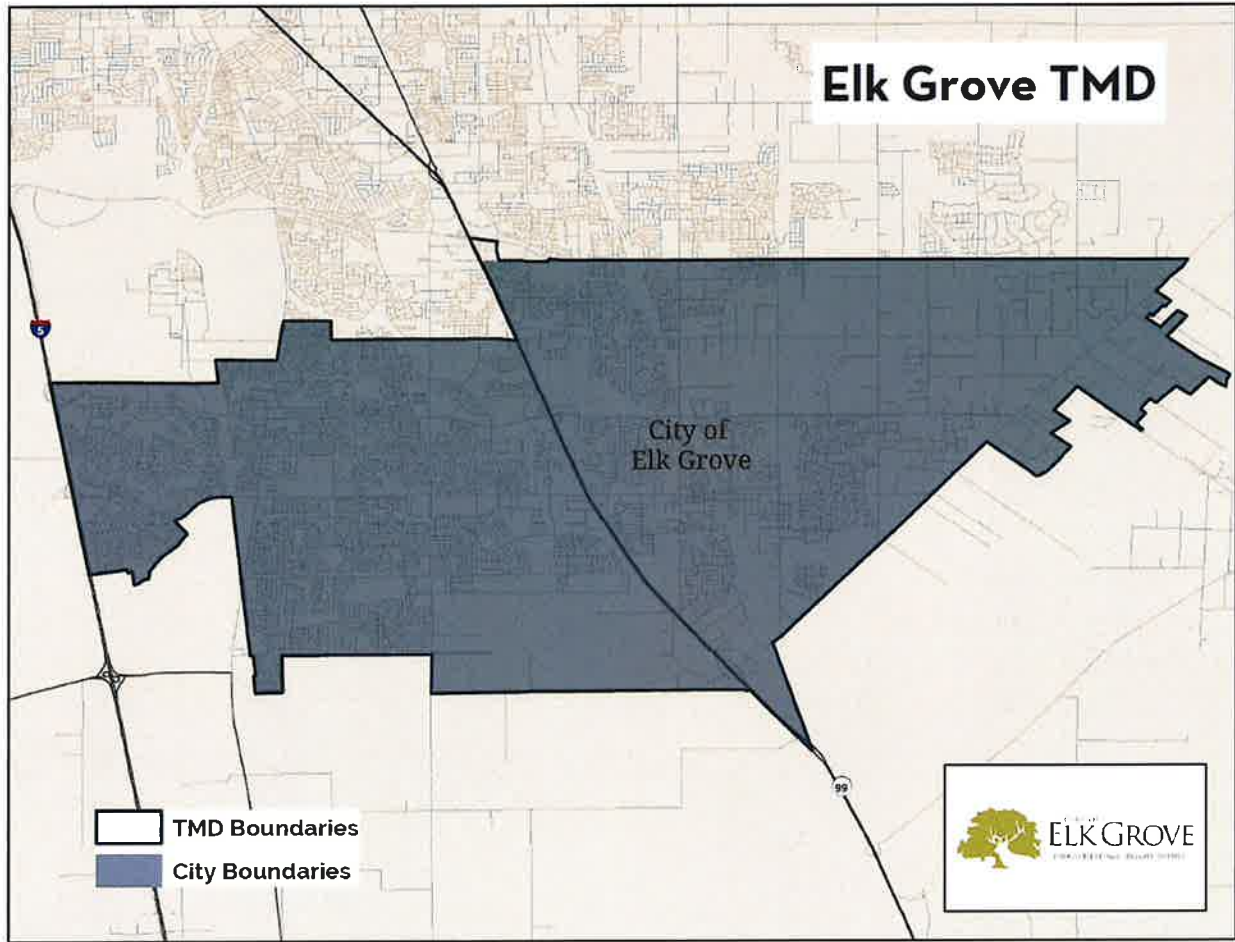 Elk Grove TMD
5
City of
Elk Grove
99
TMD Boundaries
City Boundaries
ELK GROVE